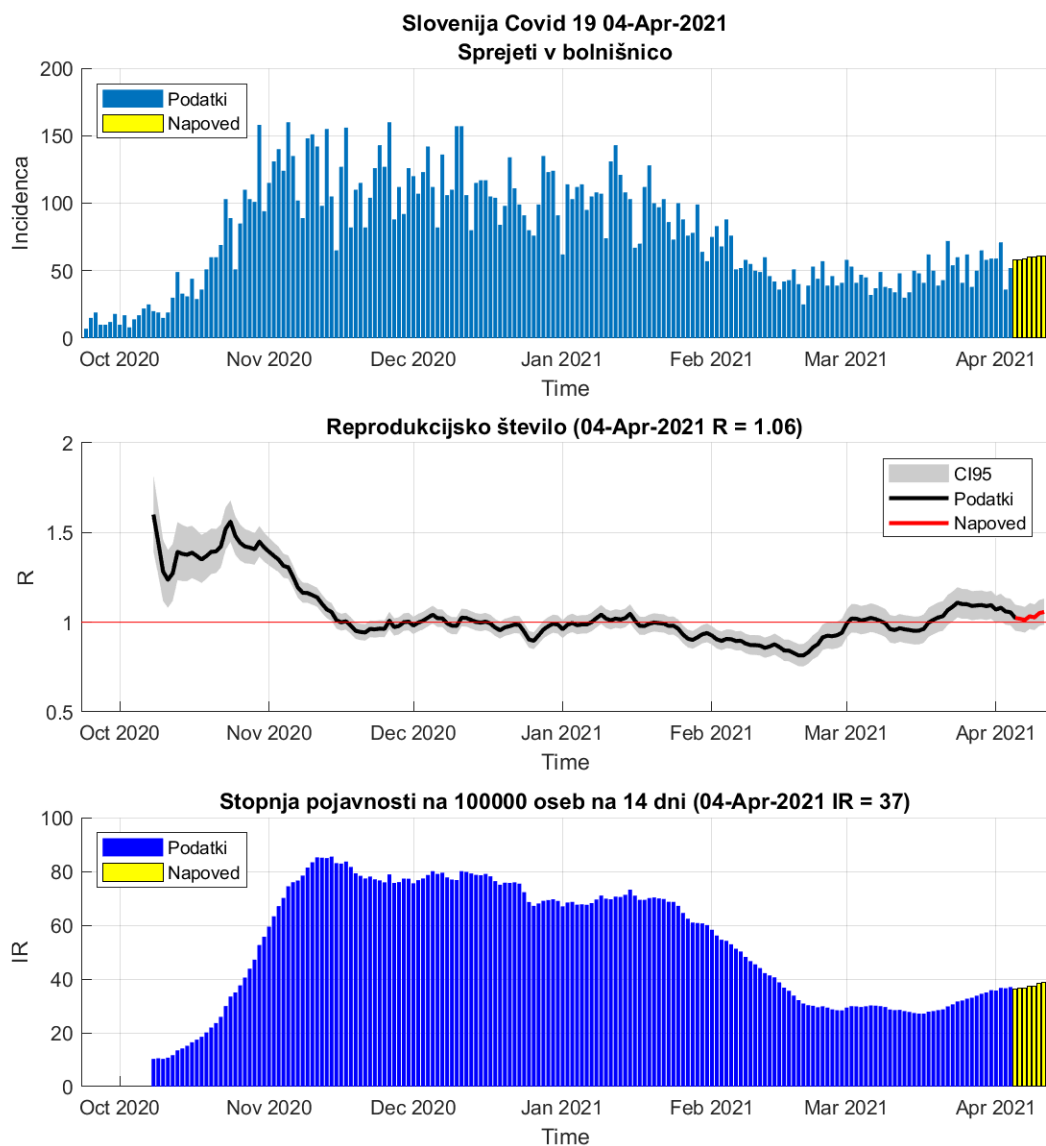 Slovenija Covid 19 04-Apr-2021
Sprejeti v bolnišnico
200
150
100
50
0
Incidenca
Podatki
Napoved
Oct 2020 Nov 2020 Dec 2020 Jan 2021 Feb 2021 Mar 2021 Apr 2021
Time
Reprodukcijsko število (04-Apr-2021 R = 1.06)
2
1.5
1
0.5
R
CI95
Podatki
Napoved
Oct 2020 Nov 2020 Dec 2020 Jan 2021 Feb 2021 Mar 2021 Apr 2021
Time
Stopnja pojavnosti na 100000 oseb na 14 dni (04-Apr-2021 IR = 37)
100
80
60
40
20
0
IR
Podatki
Napoved
Oct 2020 Nov 2020 Dec 2020 Jan 2021 Feb 2021 Mar 2021 Apr 2021
Time